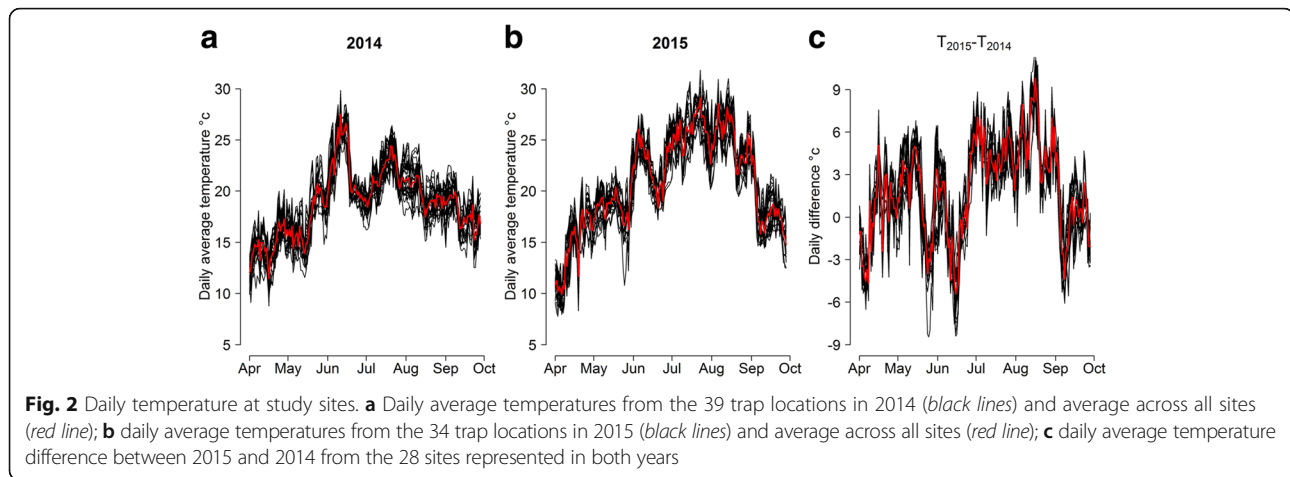 a 2014
b 2015
c T2015-T2014
Daily average temperature °c
30
25
20
15
10
5
Apr May Jun Jul Aug Sep Oct
Daily average temperature °c
30
25
20
15
10
5
Apr May Jun Jul Aug Sep Oct
Daily difference °c
9
6
3
0
-3
-6
-9
Apr May Jun Jul Aug Sep Oct
Fig. 2 Daily temperature at study sites. a Daily average temperatures from the 39 trap locations in 2014 (black lines) and average across all sites
(red line); b daily average temperatures from the 34 trap locations in 2015 (black lines) and average across all sites (red line); c daily average temperature
difference between 2015 and 2014 from the 28 sites represented in both years